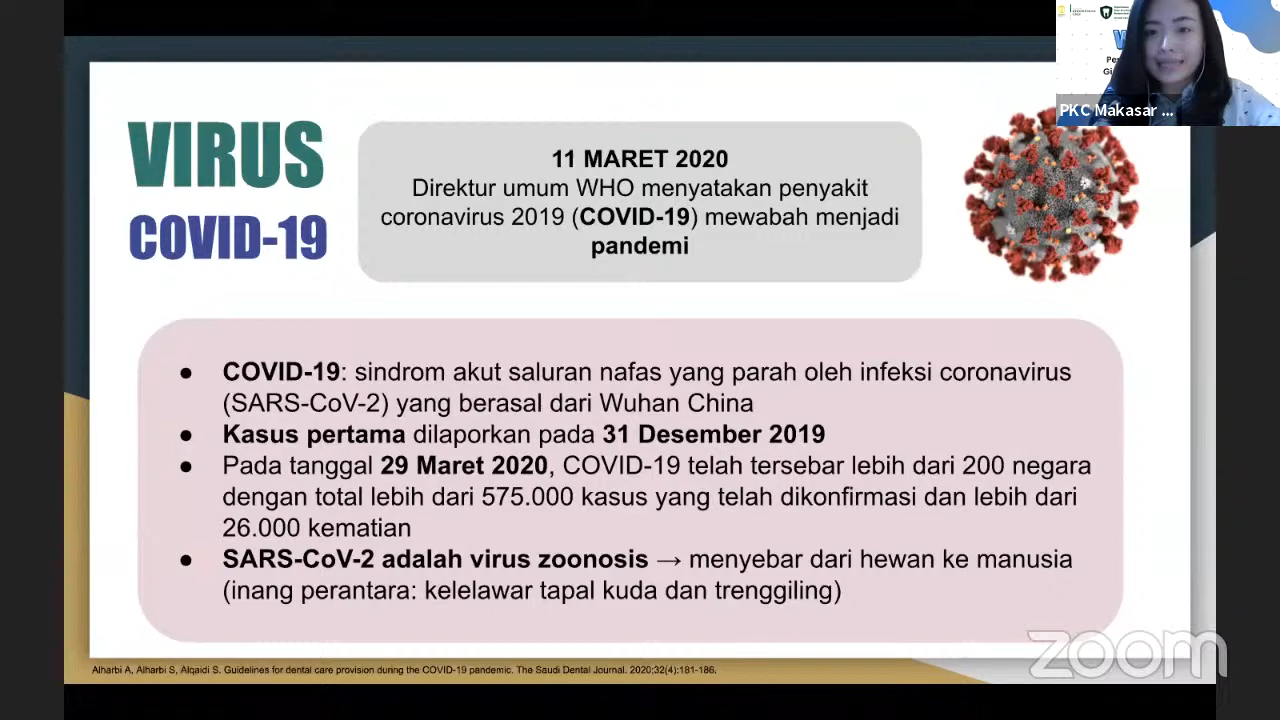 PKC Makasar ...
VIRUS
COVID-19
11 MARET 2020
Direktur umum WHO menyatakan penyakit
coronavirus 2019 (COVID-19) mewabah menjadi
pandemi
● COVID-19: sindrom akut saluran nafas yang parah oleh infeksi coronavirus
(SARS-CoV-2) yang berasal dari Wuhan China
● Kasus pertama dilaporkan pada 31 Desember 2019
● Pada tanggal 29 Maret 2020, COVID-19 telah tersebar lebih dari 200 negara
dengan total lebih dari 575.000 kasus yang telah dikonfirmasi dan lebih dari
26.000 kematian
● SARS-CoV-2 adalah virus zoonosis → menyebar dari hewan ke manusia
(inang perantara: kelelawar tapal kuda dan trenggiling)
Alharbi A, Alharbi S, Alqaidi S. Guidelines for dental care provision during the COVID-19 pandemic. The Saudi Dental Journal. 2020;32(4):181-186.
zoom